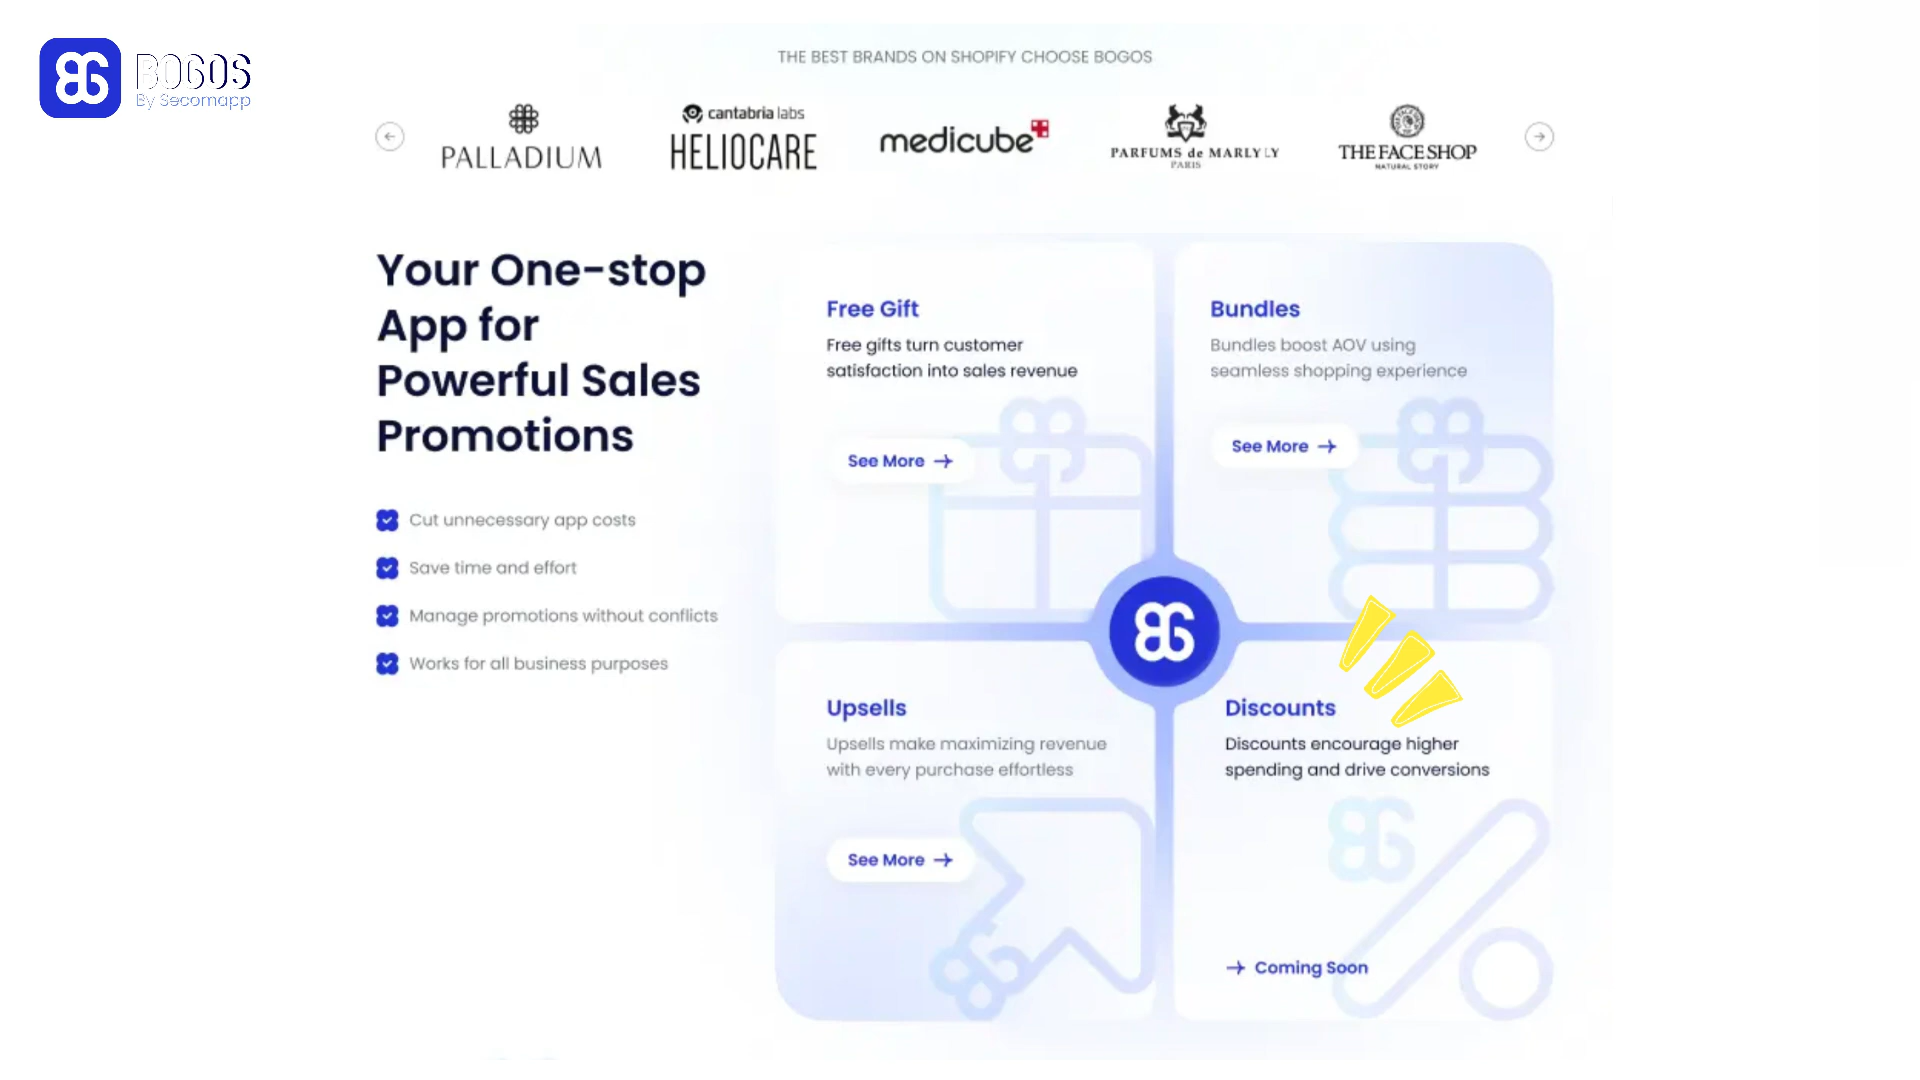 BOGOS
By Secomapp
THE BEST BRANDS ON SHOPIFY CHOOSE BOGOS
PALLADIUM
cantabria labs
HELIOCARE
medicube
PARFUMS de MARLY LY
PARIS
THE FACE SHOP
NATURAL STORY
Your One-stop
App for
Powerful Sales
Promotions
Cut unnecessary app costs
Save time and effort
Manage promotions without conflicts
Works for all business purposes
Free Gift
Free gifts turn customer
satisfaction into sales revenue
See More
Bundles
Bundles boost AOV using
seamless shopping experience
See More
Upsells
Upsells make maximizing revenue
with every purchase effortless
See More
Discounts
Discounts encourage higher
spending and drive conversions
Coming Soon